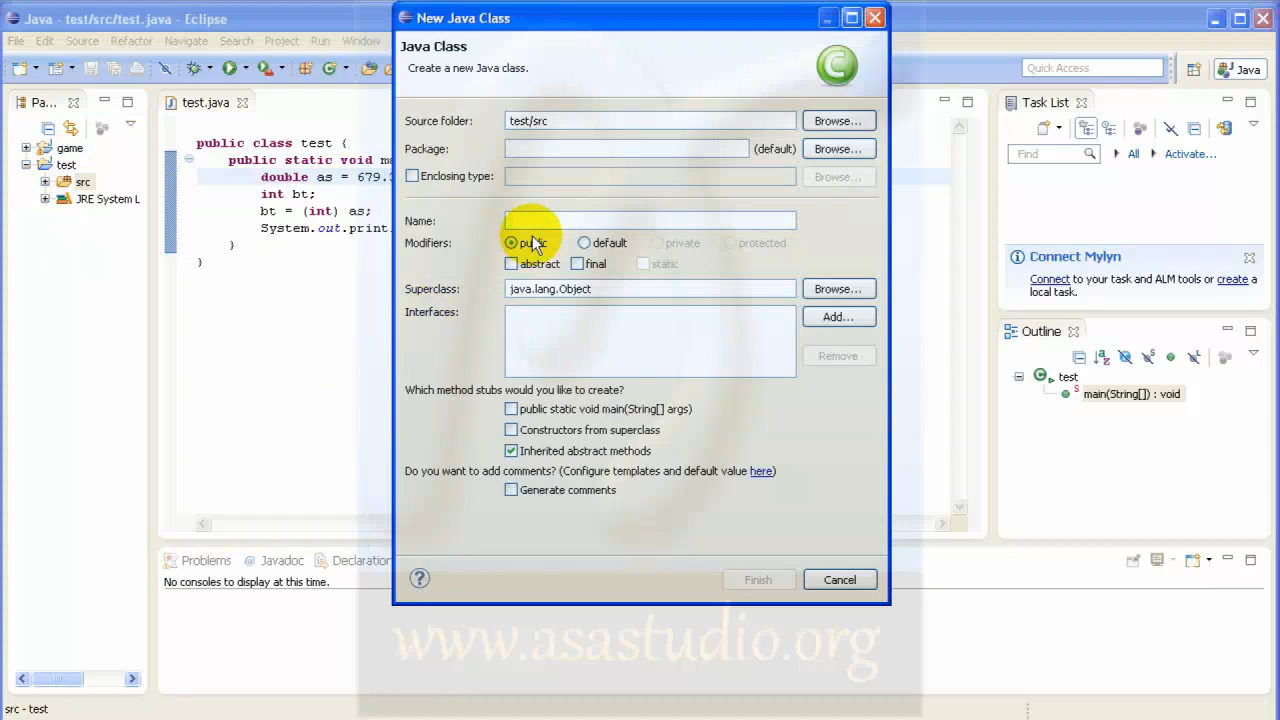 Java - test/src/test.java - Eclipse
File Edit Source Refactor Navigate Search Project Run Window
Quick Access
Java
Pa...
game
test
src
JRE System L
test.java
public class test {
public static void ma
double as = 679.
int bt;
bt = (int) as;
System.out.print
}
}
New Java Class
Java Class
Create a new Java class.
Source folder: test/src Browse...
Package: (default) Browse...
Enclosing type: Browse...
Name:
Modifiers: public default private protected
abstract final static
Superclass: java.lang.Object Browse...
Interfaces: Add...
Remove
Which method stubs would you like to create?
public static void main(String[] args)
Constructors from superclass
Inherited abstract methods
Do you want to add comments? (Configure templates and default value here)
Generate comments
? Finish Cancel
Task List
Find All Activate...
Connect Mylyn
Connect to your task and ALM tools or create a
local task.
Outline
test
main(String[]) : void
Problems @ Javadoc Declaration
No consoles to display at this time.
www.asastudio.org
src - test